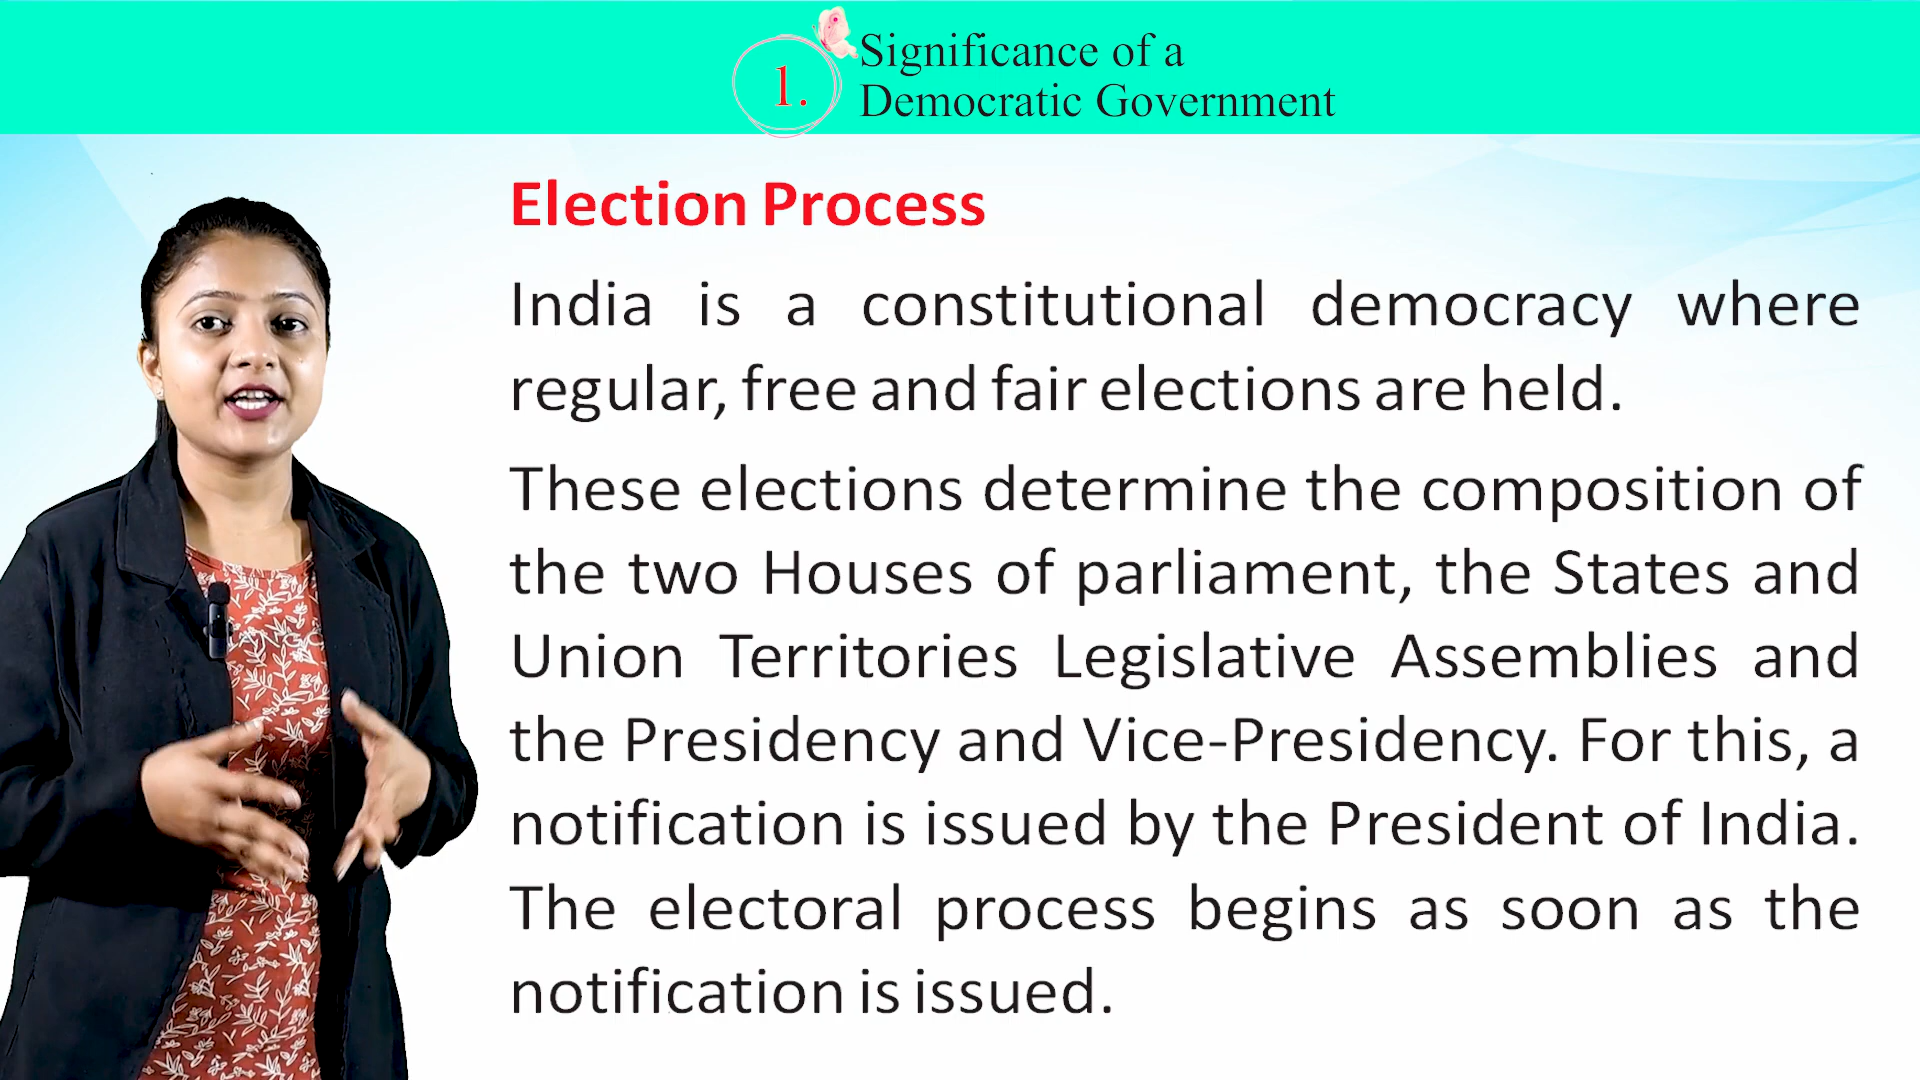 1.
Significance of a
Democratic Government
Election Process
India is a constitutional democracy where
regular, free and fair elections are held.
These elections determine the composition of
the two Houses of parliament, the States and
Union Territories Legislative Assemblies and
the Presidency and Vice-Presidency. For this, a
notification is issued by the President of India.
The electoral process begins as soon as the
notification is issued.